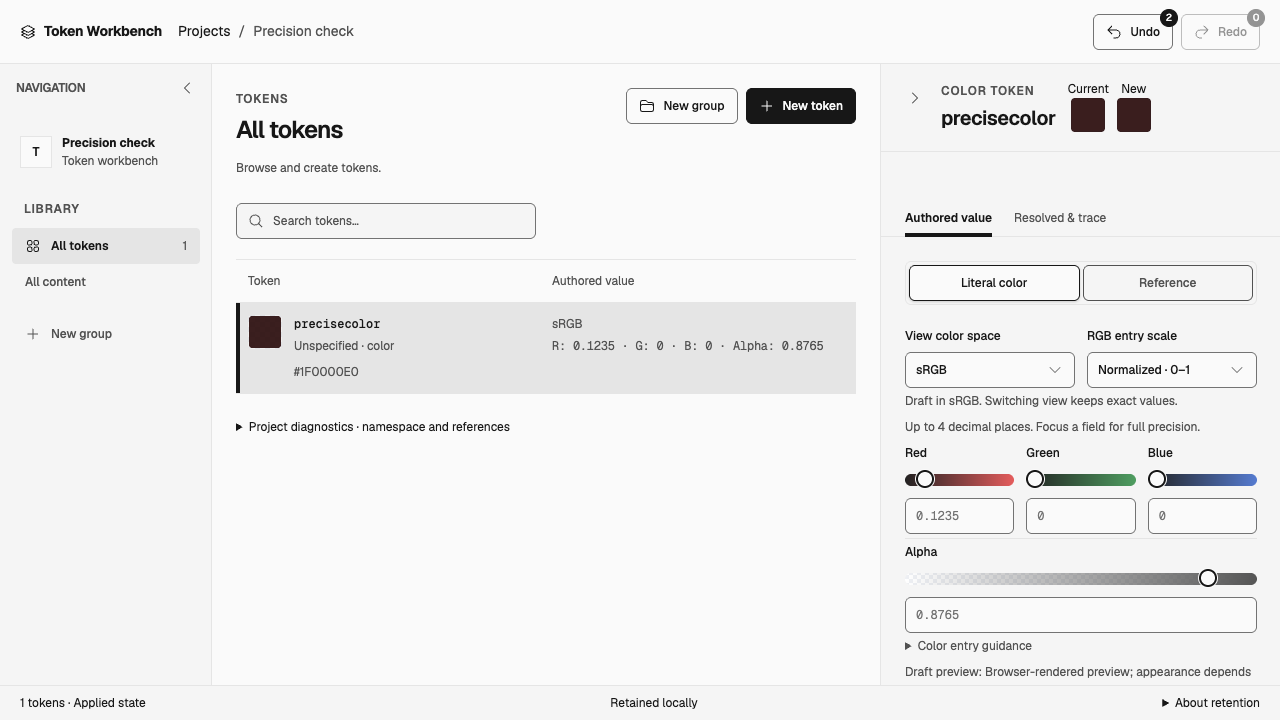 Token Workbench Projects / Precision check
Undo 2
Redo 0
NAVIGATION
T
Precision check
Token workbench
LIBRARY
All tokens 1
All content
New group
TOKENS
All tokens
New group
New token
Browse and create tokens.
Search tokens…
Token Authored value
precisecolor
Unspecified · color
#1F0000E0
sRGB
R: 0.1235 · G: 0 · B: 0 · Alpha: 0.8765
Project diagnostics · namespace and references
COLOR TOKEN
precisecolor
Current New
Authored value Resolved & trace
Literal color Reference
View color space RGB entry scale
sRGB Normalized · 0–1
Draft in sRGB. Switching view keeps exact values.
Up to 4 decimal places. Focus a field for full precision.
Red Green Blue
0.1235 0 0
Alpha
0.8765
Color entry guidance
Draft preview: Browser-rendered preview; appearance depends
1 tokens · Applied state
Retained locally
About retention